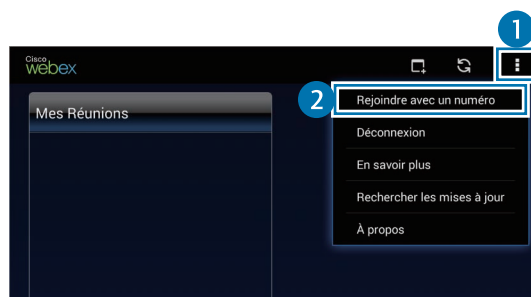 1
Cisco
webex
2
Rejoindre avec un numéro
Mes Réunions
Déconnexion
En savoir plus
Rechercher les mises à jour
À propos